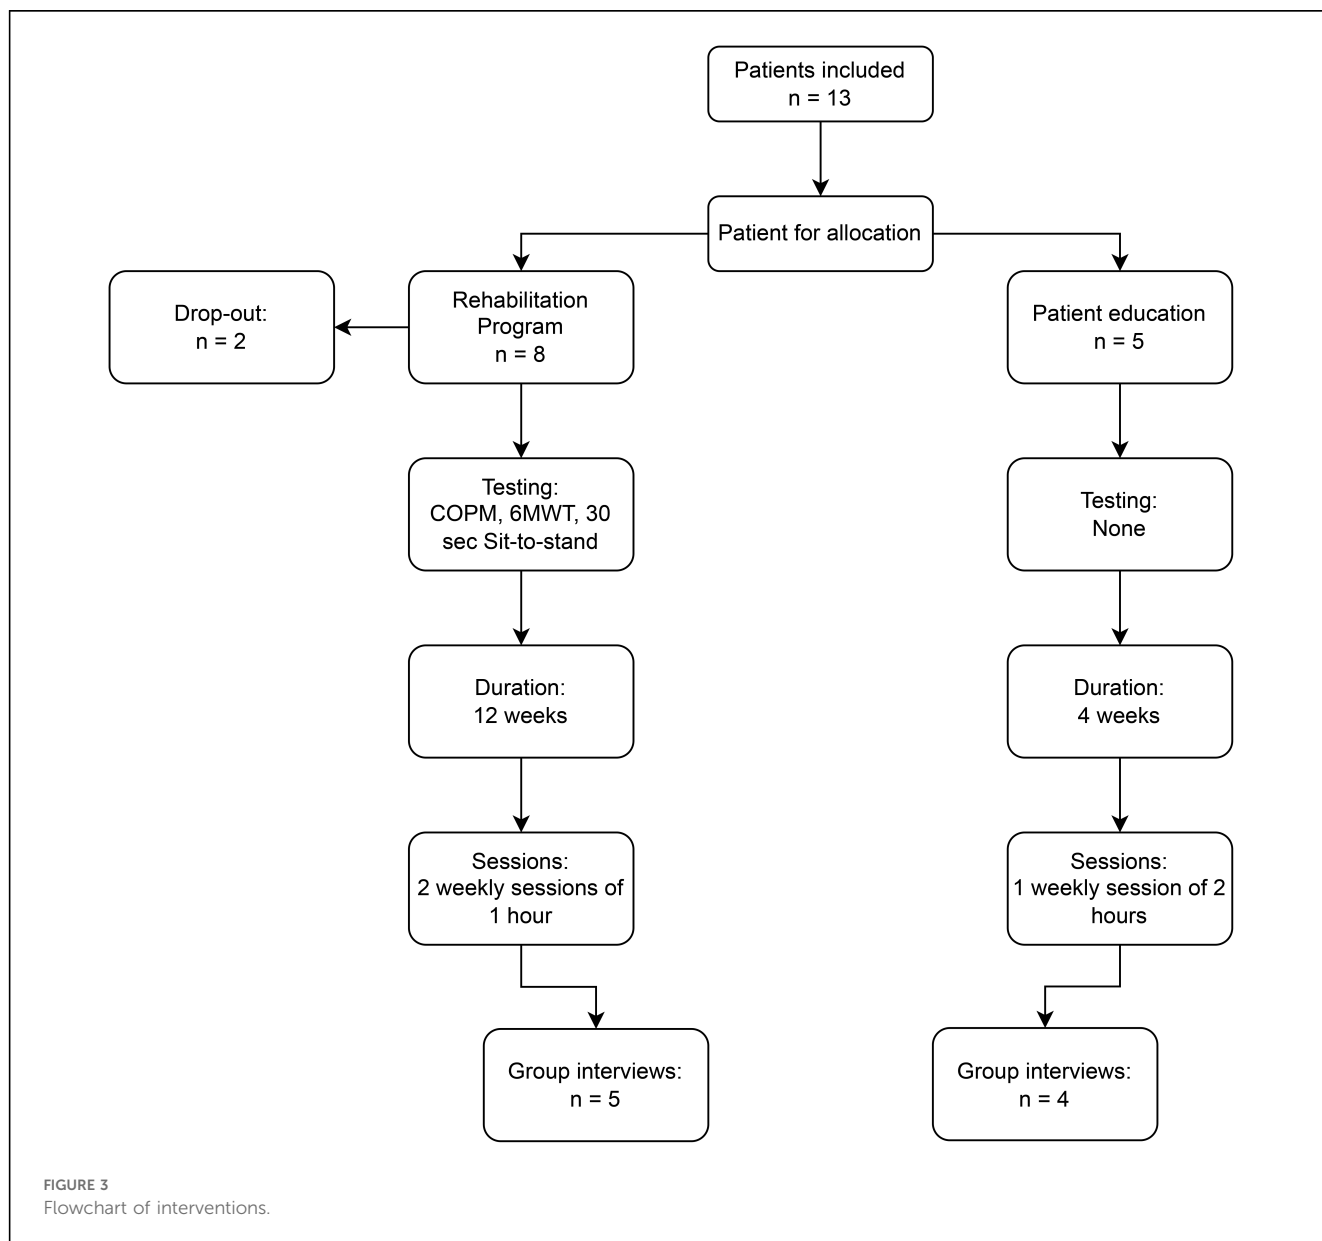 Patients included
n = 13
Patient for allocation
Drop-out:
n = 2
Rehabilitation
Program
n = 8
Patient education
n = 5
Testing:
COPM, 6MWT, 30
sec Sit-to-stand
Testing:
None
Duration:
12 weeks
Duration:
4 weeks
Sessions:
2 weekly sessions of
1 hour
Sessions:
1 weekly session of 2
hours
Group interviews:
n = 5
Group interviews:
n = 4
FIGURE 3
Flowchart of interventions.